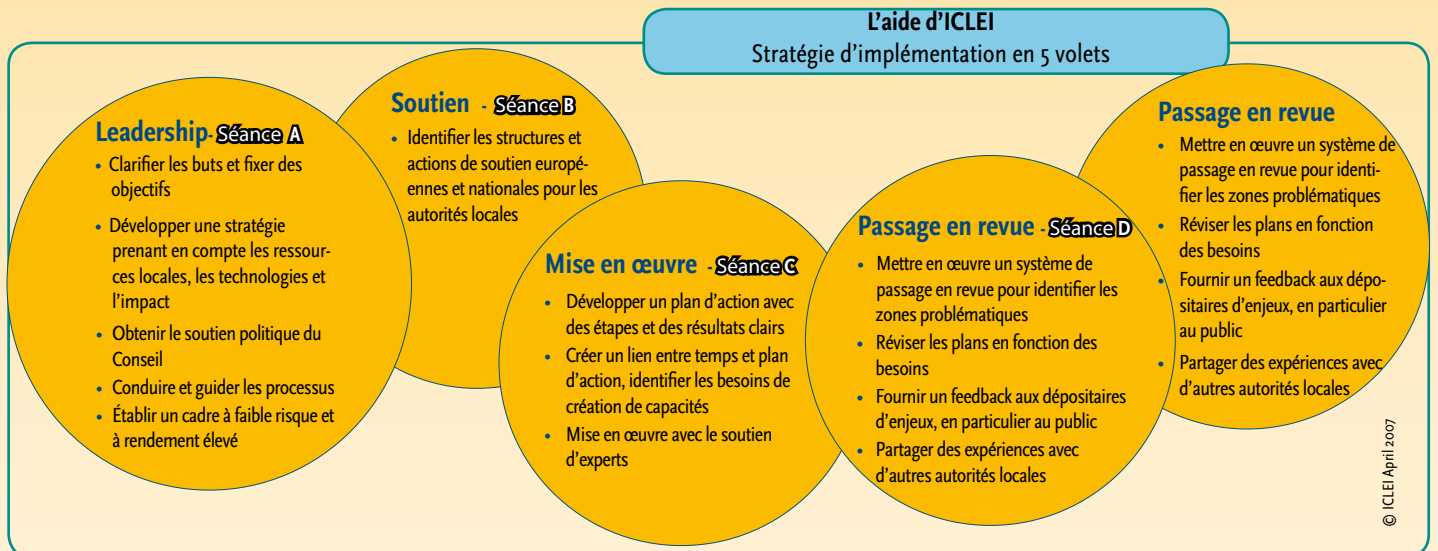 L'aide d'ICLEI
Stratégie d'implémentation en 5 volets
Leadership- Séance A
• Clarifier les buts et fixer des
objectifs
• Développer une stratégie
prenant en compte les ressour-
ces locales, les technologies et
l'impact
• Obtenir le soutien politique du
Conseil
• Conduire et guider les processus
• Établir un cadre à faible risque et
à rendement élevé
Soutien - Séance B
• Identifier les structures et
actions de soutien europé-
ennes et nationales pour les
autorités locales
Mise en œuvre - Séance C
• Développer un plan d'action avec
des étapes et des résultats clairs
• Créer un lien entre temps et plan
d'action, identifier les besoins de
création de capacités
• Mise en œuvre avec le soutien
d'experts
Passage en revue - Séance D
• Mettre en œuvre un système de
passage en revue pour identifier les
zones problématiques
• Réviser les plans en fonction des
besoins
• Fournir un feedback aux dépositaires
d'enjeux, en particulier au public
• Partager des expériences avec
d'autres autorités locales
Passage en revue
• Mettre en œuvre un système de
passage en revue pour identi-
fier les zones problématiques
• Réviser les plans en fonction
des besoins
• Fournir un feedback aux dépo-
sitaires d'enjeux, en particulier
au public
• Partager des expériences avec
d'autres autorités locales
© ICLEI April 2007